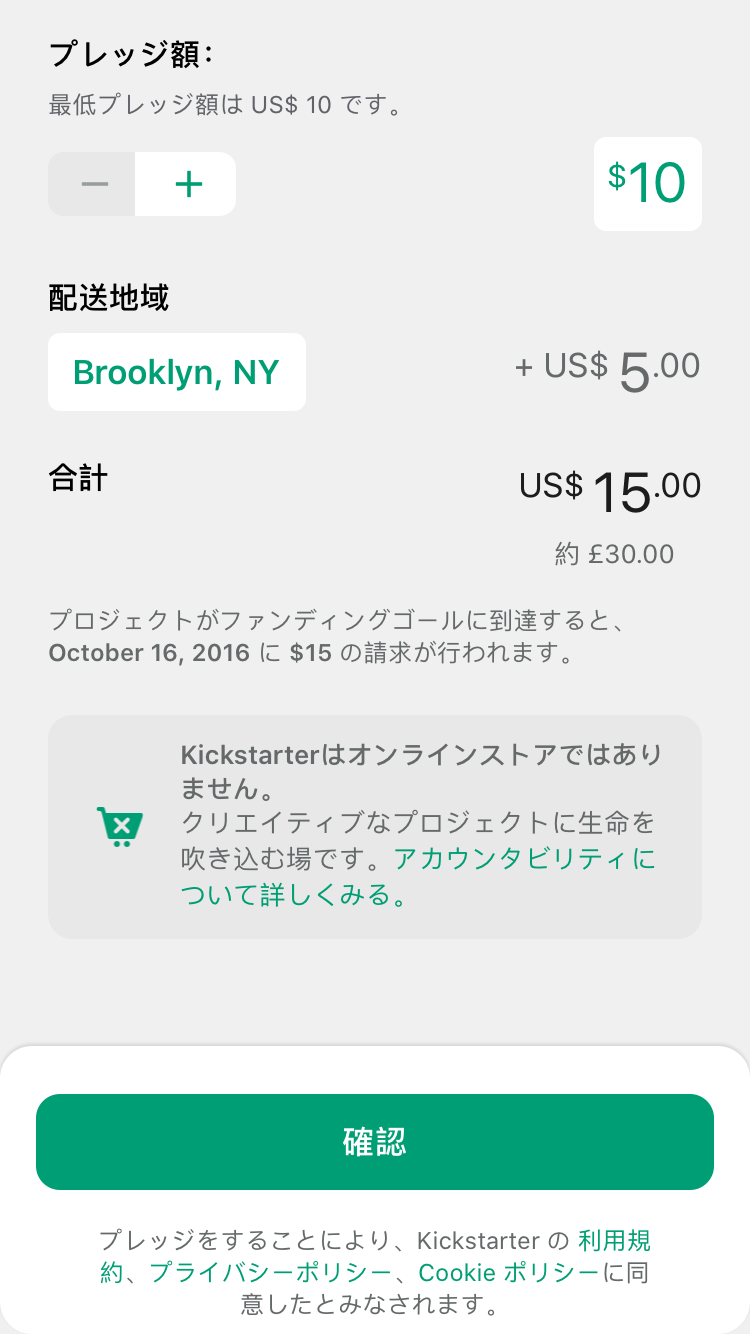 プレッジ額：
最低プレッジ額は US$ 10 です。
$10
配送地域
Brooklyn, NY
+ US$ 5.00
合計
US$ 15.00
約 £30.00
プロジェクトがファンディングゴールに到達すると、
October 16, 2016 に $15 の請求が行われます。
Kickstarterはオンラインストアではあり
ません。
クリエイティブなプロジェクトに生命を
吹き込む場です。アカウンタビリティに
ついて詳しくみる。
確認
プレッジをすることにより、Kickstarter の 利用規
約、プライバシーポリシー、Cookie ポリシーに同
意したとみなされます。